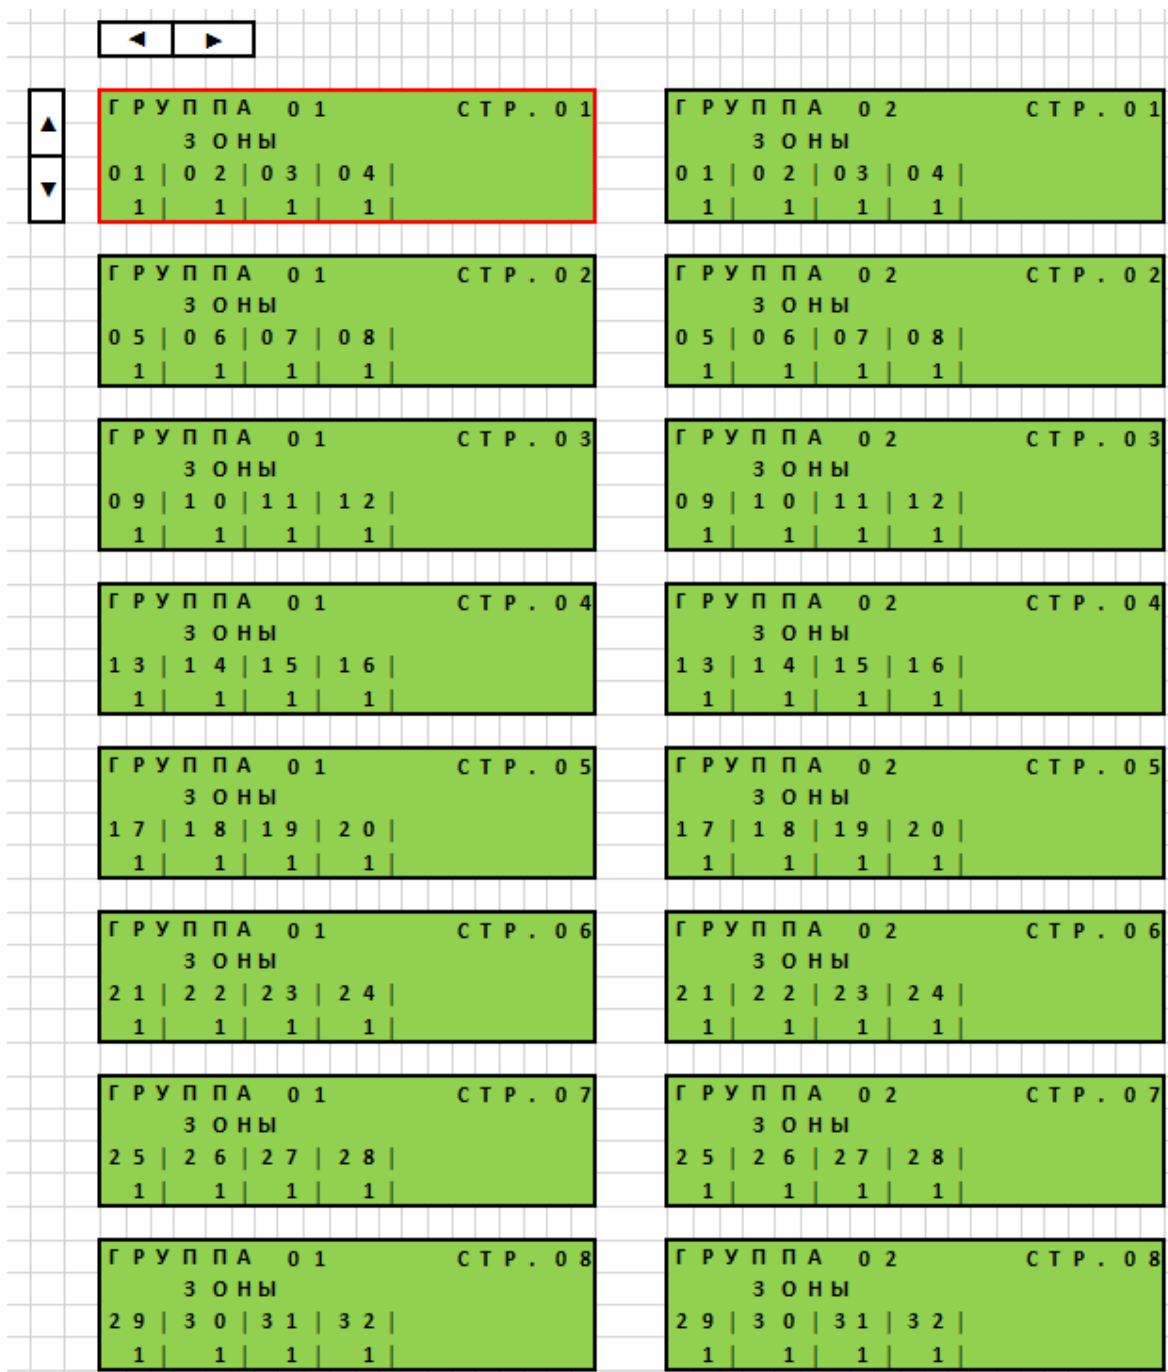 ◄ ►
▲
▼
ГРУППА 01 СТР.01
ЗОНЫ
01| 02|03| 04|
1| 1| 1| 1|
ГРУППА 02 СТР.01
ЗОНЫ
01| 02|03| 04|
1| 1| 1| 1|
ГРУППА 01 СТР.02
ЗОНЫ
05| 06|07| 08|
1| 1| 1| 1|
ГРУППА 02 СТР.02
ЗОНЫ
05| 06|07| 08|
1| 1| 1| 1|
ГРУППА 01 СТР.03
ЗОНЫ
09| 10|11| 12|
1| 1| 1| 1|
ГРУППА 02 СТР.03
ЗОНЫ
09| 10|11| 12|
1| 1| 1| 1|
ГРУППА 01 СТР.04
ЗОНЫ
13| 14|15| 16|
1| 1| 1| 1|
ГРУППА 02 СТР.04
ЗОНЫ
13| 14|15| 16|
1| 1| 1| 1|
ГРУППА 01 СТР.05
ЗОНЫ
17| 18|19| 20|
1| 1| 1| 1|
ГРУППА 02 СТР.05
ЗОНЫ
17| 18|19| 20|
1| 1| 1| 1|
ГРУППА 01 СТР.06
ЗОНЫ
21| 22|23| 24|
1| 1| 1| 1|
ГРУППА 02 СТР.06
ЗОНЫ
21| 22|23| 24|
1| 1| 1| 1|
ГРУППА 01 СТР.07
ЗОНЫ
25| 26|27| 28|
1| 1| 1| 1|
ГРУППА 02 СТР.07
ЗОНЫ
25| 26|27| 28|
1| 1| 1| 1|
ГРУППА 01 СТР.08
ЗОНЫ
29| 30|31| 32|
1| 1| 1| 1|
ГРУППА 02 СТР.08
ЗОНЫ
29| 30|31| 32|
1| 1| 1| 1|